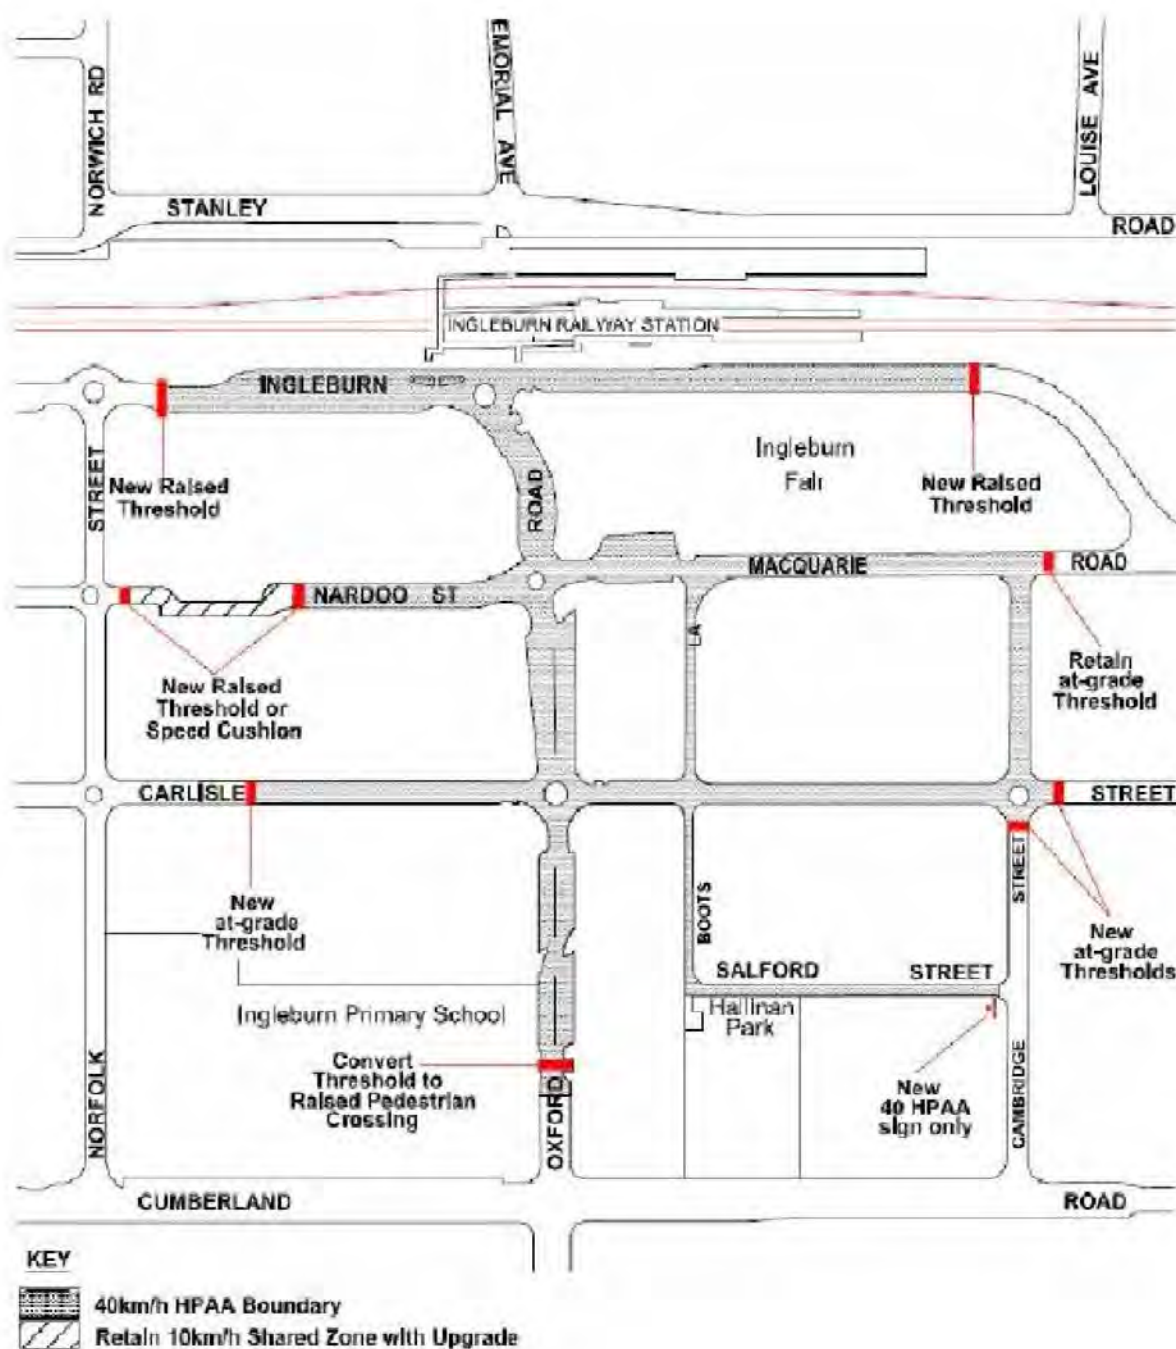 NORWICH RD
EMORIAL AVE
LOUISE AVE
STANLEY
ROAD
INGLEBURN RAILWAY STATION
INGLEBURN
STREET
New Raised
Threshold
ROAD
Ingleburn
Fair
New Raised
Threshold
MACQUARIE
ROAD
NARDOO ST
LA
New Raised
Threshold or
Speed Cushion
Retain
at-grade
Threshold
CARLISLE
STREET
STREET
New
at-grade
Threshold
BOOTS
New
at-grade
Thresholds
SALFORD STREET
Ingleburn Primary School
Hallinan
Park
Convert
Threshold to
Raised Pedestrian
Crossing
New
40 HPAA
sign only
NORFOLK
OXFORD
CAMBRIDGE
CUMBERLAND
ROAD
KEY
40km/h HPAA Boundary
Retain 10km/h Shared Zone with Upgrade